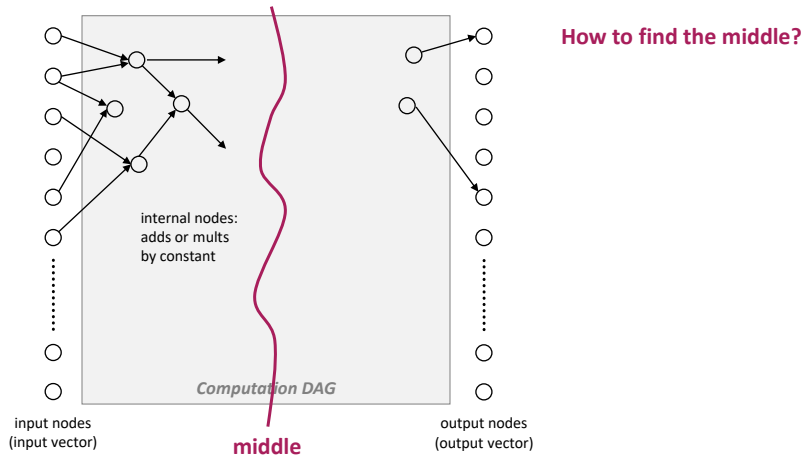 How to find the middle?
internal nodes:
adds or mults
by constant
Computation DAG
input nodes
(input vector)
middle
output nodes
(output vector)